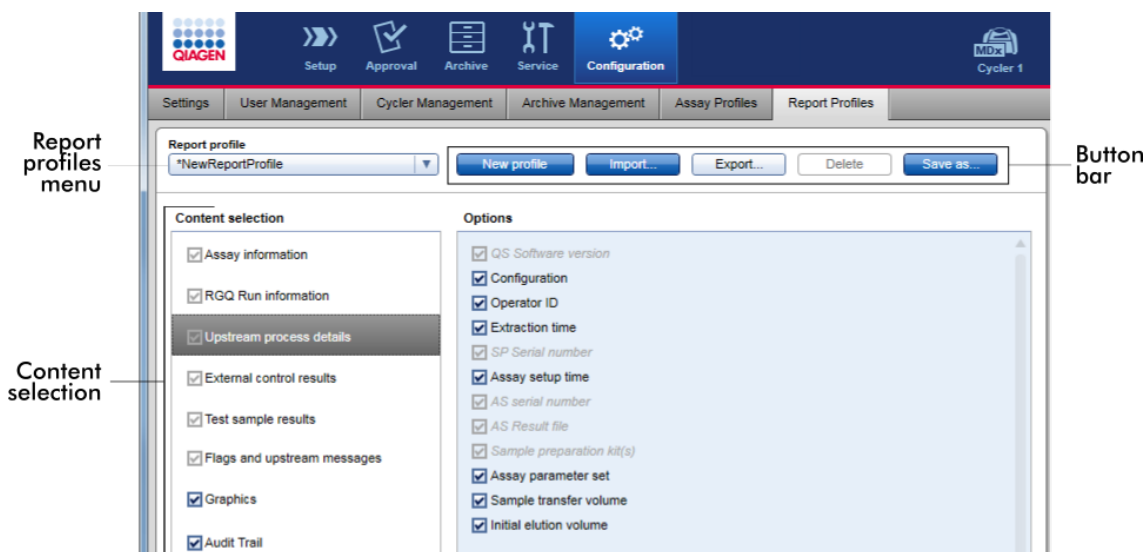 QIAGEN
Setup
Approval
Archive
Service
Configuration
MDx
Cycler 1
Settings
User Management
Cycler Management
Archive Management
Assay Profiles
Report Profiles
Report profiles menu
Report profile
*NewReportProfile
New profile
Import...
Export...
Delete
Save as...
Button bar
Content selection
Options
Assay information
RGQ Run information
Upstream process details
External control results
Test sample results
Flags and upstream messages
Graphics
Audit Trail
Content selection
QS Software version
Configuration
Operator ID
Extraction time
SP Serial number
Assay setup time
AS serial number
AS Result file
Sample preparation kit(s)
Assay parameter set
Sample transfer volume
Initial elution volume